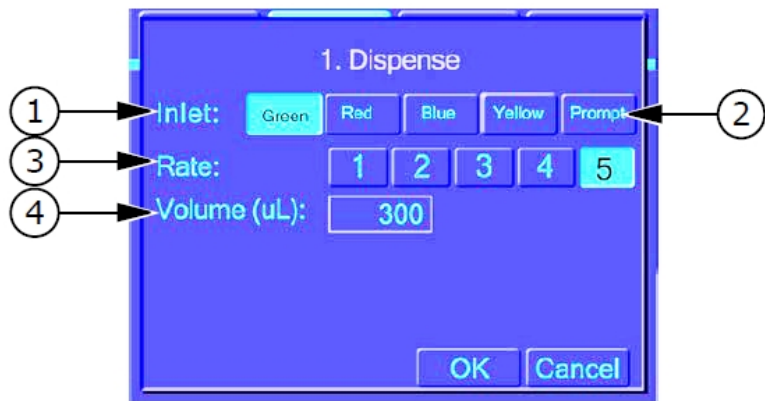 1. Dispense
1 Inlet: Green Red Blue Yellow Prompt 2
3 Rate: 1 2 3 4 5
4 Volume (uL): 300
OK Cancel